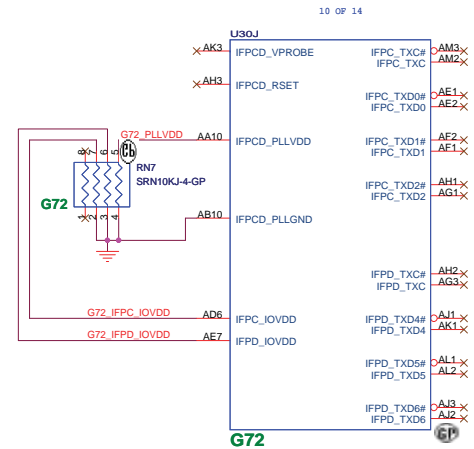 10 OF 14
U30J
AK3 IFPCD_VPROBE IFPC_TXC# AM3
IFPC_TXC AM2
AH3 IFPCD_RSET
IFPC_TXD0# AE1
IFPC_TXD0 AE2
G72_PLLVDD AA10 IFPCD_PLLVDD
IFPC_TXD1# AF2
IFPC_TXD1 AF1
8 7 6 5
RN7
SRN10KJ-4-GP
G72
1 2 3 4
IFPC_TXD2# AH1
IFPC_TXD2 AG1
AB10 IFPCD_PLLGND
IFPD_TXC# AH2
IFPD_TXC AG3
G72_IFPC_IOVDD AD6 IFPC_IOVDD
IFPD_TXD4# AJ1
IFPD_TXD4 AK1
G72_IFPD_IOVDD AE7 IFPD_IOVDD
IFPD_TXD5# AL1
IFPD_TXD5 AL2
IFPD_TXD6# AJ3
IFPD_TXD6 AJ2
GP
G72